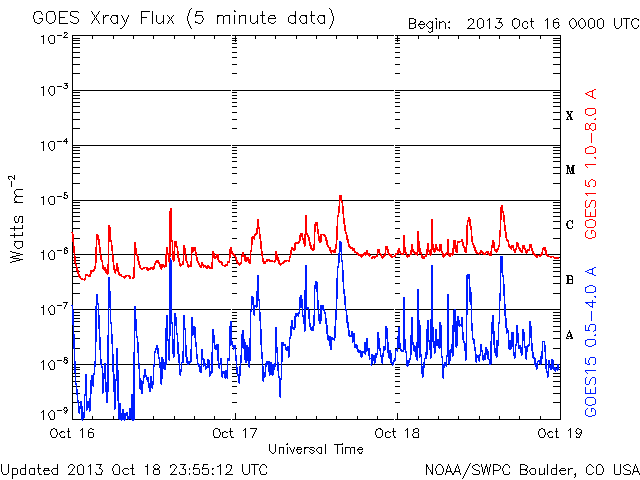 GOES Xray Flux (5 minute data)
Begin: 2013 Oct 16 0000 UTC
10-2
10-3
10-4
10-5
10-6
10-7
10-8
10-9
Watts m-2
X
M
C
B
A
GOES15 1.0-8.0 A
GOES15 0.5-4.0 A
Oct 16
Oct 17
Oct 18
Oct 19
Universal Time
Updated 2013 Oct 18 23:55:12 UTC
NOAA/SWPC Boulder, CO USA